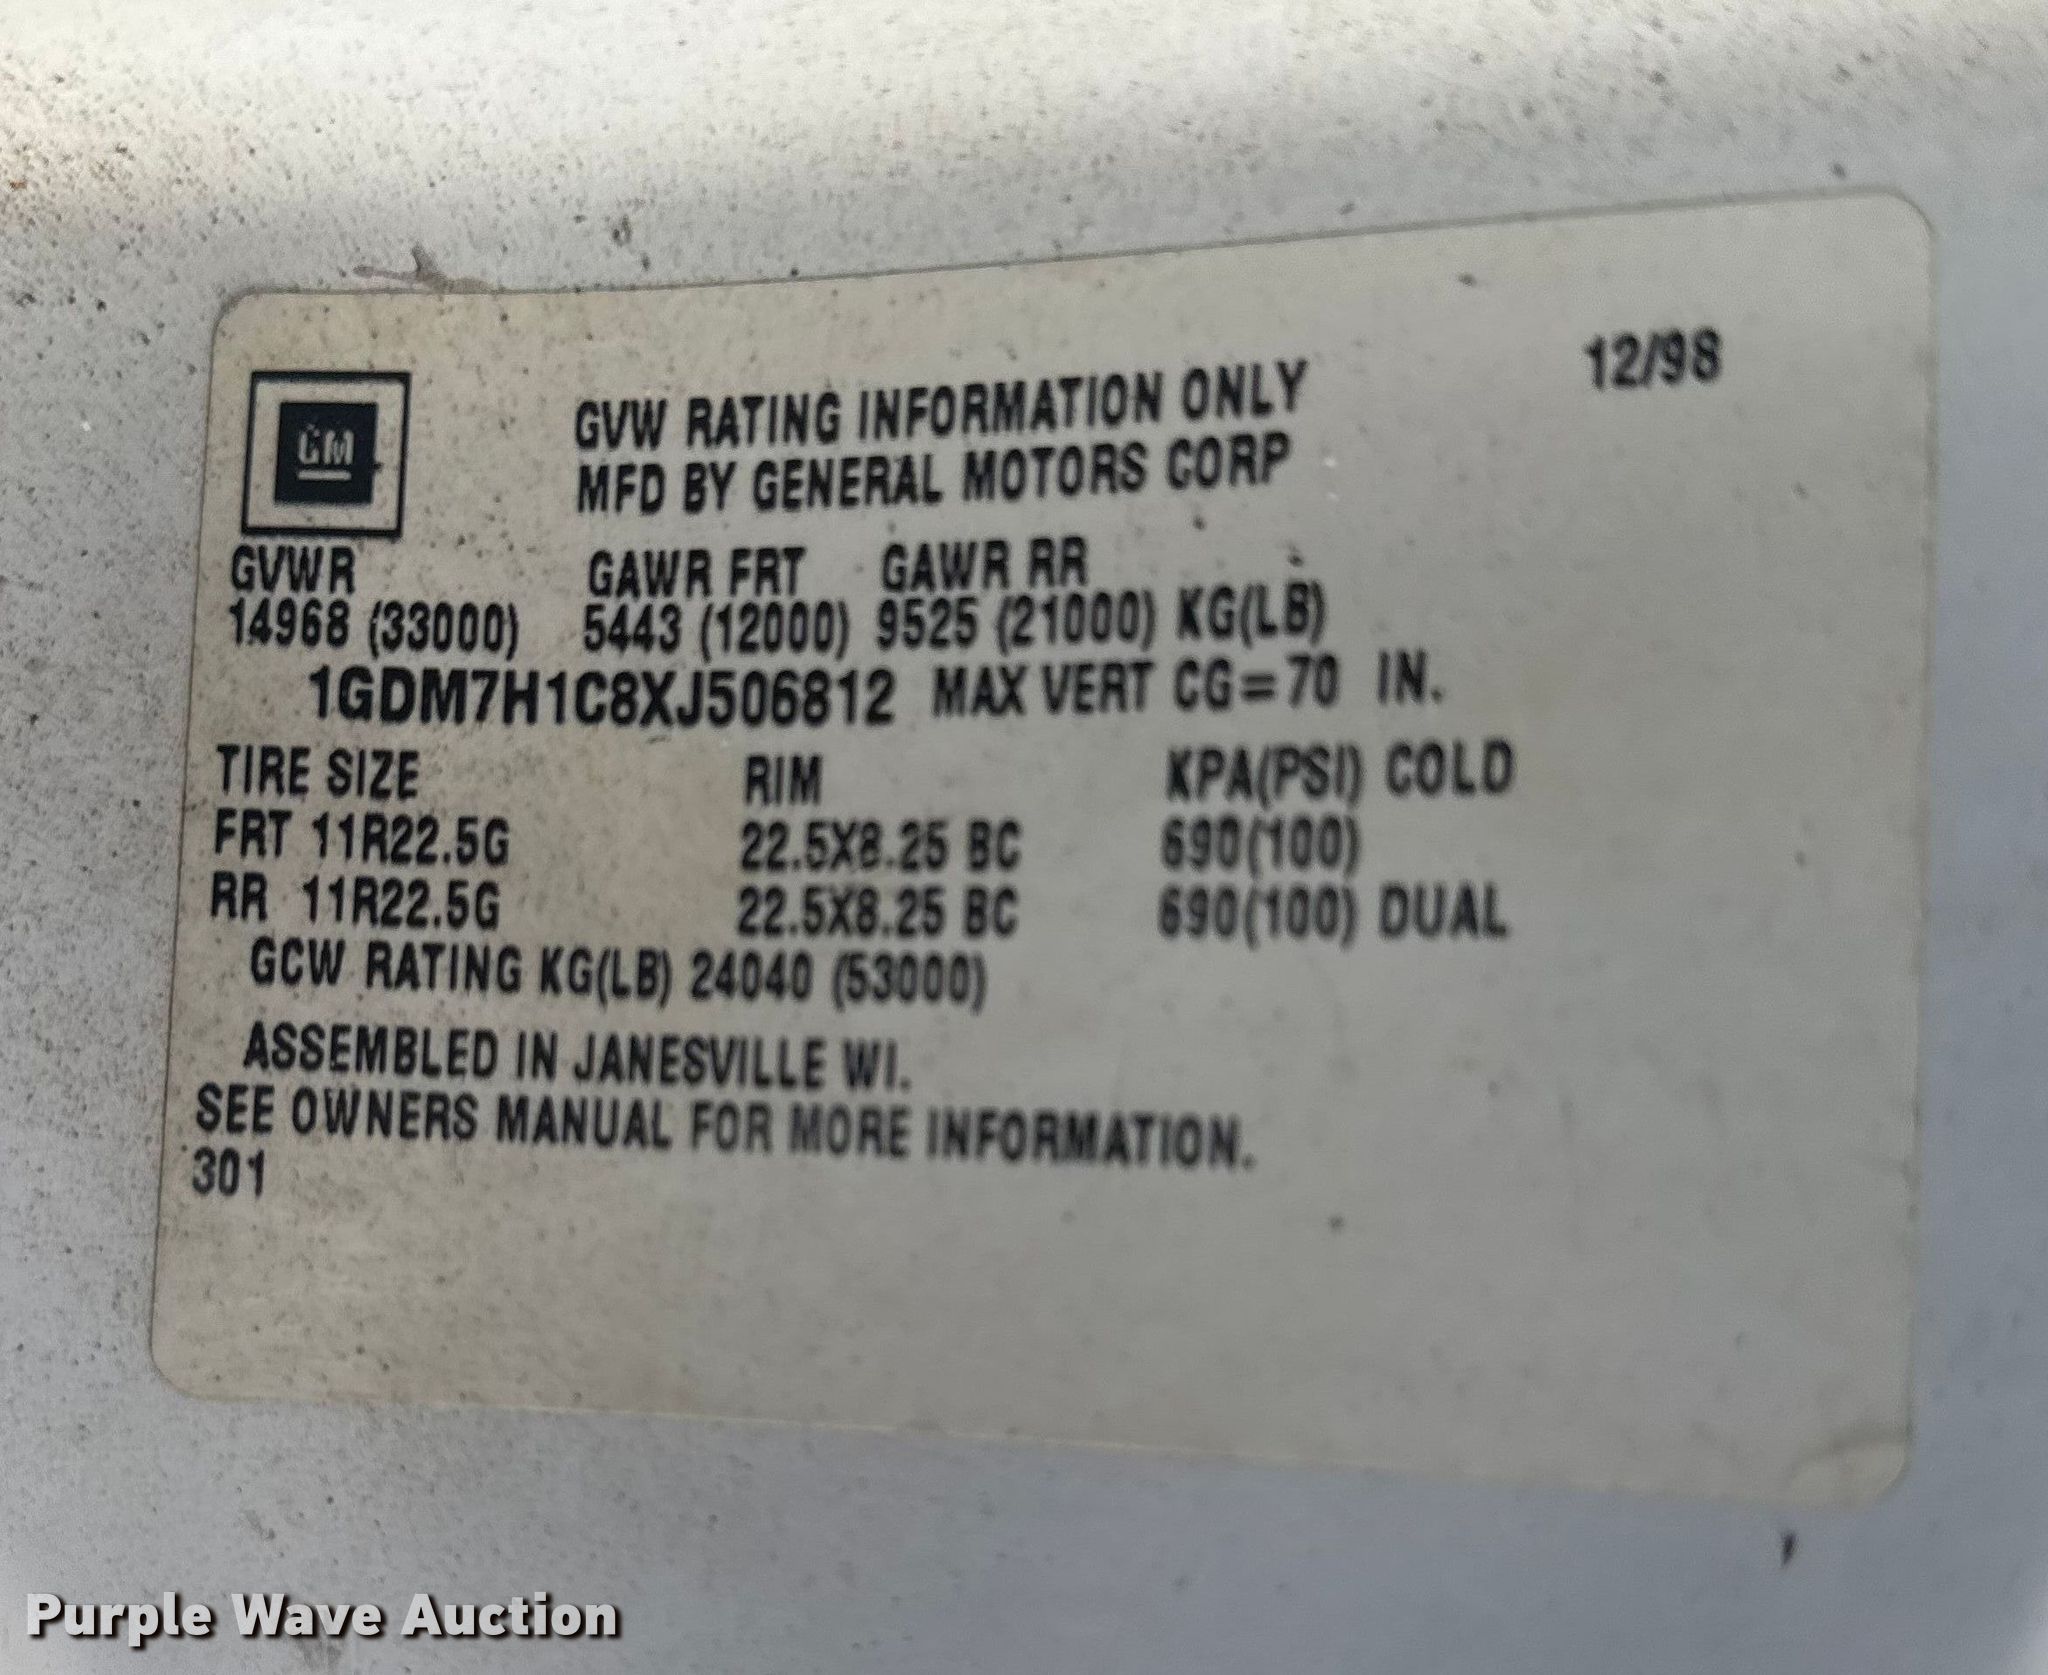 12/98
GM
GVW RATING INFORMATION ONLY
MFD BY GENERAL MOTORS CORP
GVWR GAWR FRT GAWR RR
14968 (33000) 5443 (12000) 9525 (21000) KG(LB)
1GDM7H1C8XJ506812 MAX VERT CG=70 IN.
TIRE SIZE RIM KPA(PSI) COLD
FRT 11R22.5G 22.5X8.25 BC 690(100)
RR 11R22.5G 22.5X8.25 BC 690(100) DUAL
GCW RATING KG(LB) 24040 (53000)
ASSEMBLED IN JANESVILLE WI.
SEE OWNERS MANUAL FOR MORE INFORMATION.
301
Purple Wave Auction